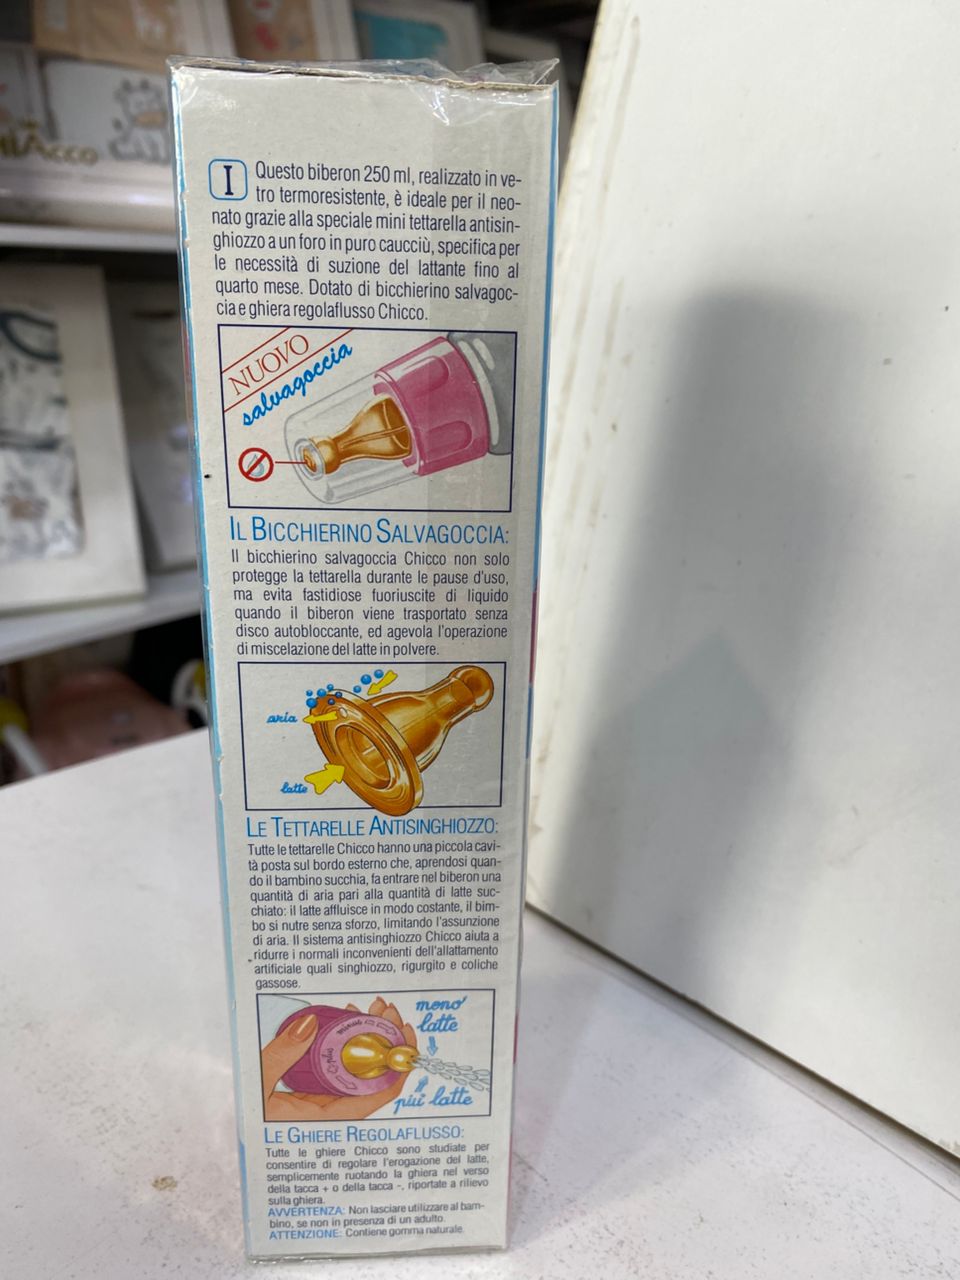 I Questo biberon 250 ml, realizzato in ve-
tro termoresistente, è ideale per il neo-
nato grazie alla speciale mini tettarella antisin-
ghiozzo a un foro in puro caucciù, specifica per
le necessità di suzione del lattante fino al
quarto mese. Dotato di bicchierino salvagoc-
cia e ghiera regolaflusso Chicco.
NUOVO
salvagoccia
IL BICCHIERINO SALVAGOCCIA:
Il bicchierino salvagoccia Chicco non solo
protegge la tettarella durante le pause d'uso,
ma evita fastidiose fuoriuscite di liquido
quando il biberon viene trasportato senza
disco autobloccante, ed agevola l'operazione
di miscelazione del latte in polvere.
aria
latte
LE TETTARELLE ANTISINGHIOZZO:
Tutte le tettarelle Chicco hanno una piccola cavi-
tà posta sul bordo esterno che, aprendosi quan-
do il bambino succhia, fa entrare nel biberon una
quantità di aria pari alla quantità di latte suc-
chiato: il latte affluisce in modo costante, il bim-
bo si nutre senza sforzo, limitando l'assunzione
di aria. Il sistema antisinghiozzo Chicco aiuta a
ridurre i normali inconvenienti dell'allattamento
artificiale quali singhiozzo, rigurgito e coliche
gassose.
meno
latte
minus
più latte
LE GHIERE REGOLAFLUSSO:
Tutte le ghiere Chicco sono studiate per
consentire di regolare l'erogazione del latte,
semplicemente ruotando la ghiera nel verso
della tacca + o della tacca -, riportate a rilievo
sulla ghiera.
AVVERTENZA: Non lasciare utilizzare al bam-
bino, se non in presenza di un adulto.
ATTENZIONE: Contiene gomma naturale.